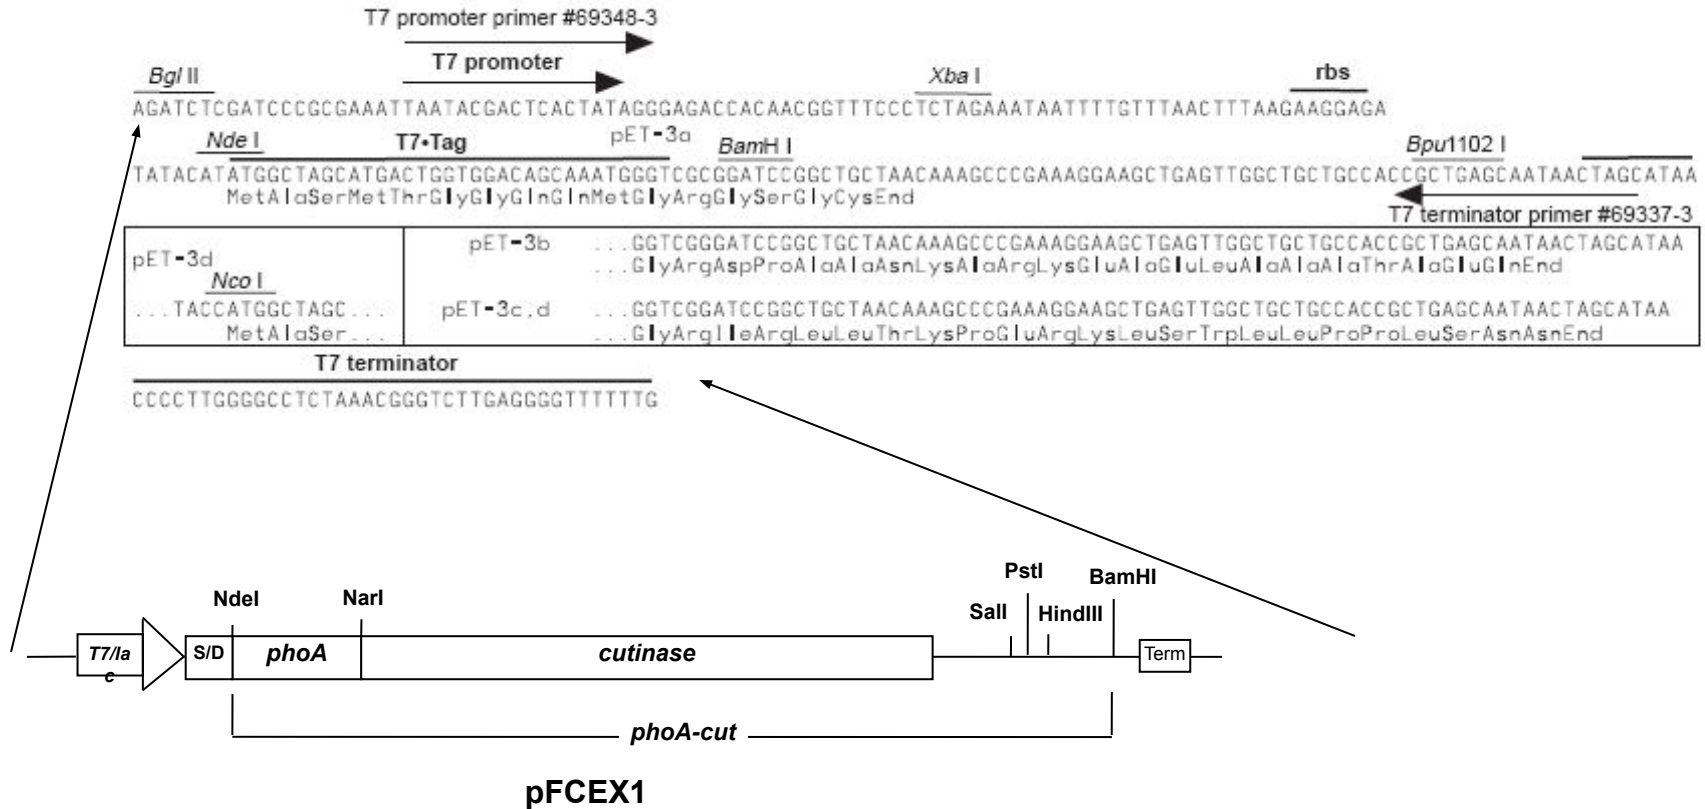 T7 promoter primer #69348-3
T7 promoter
Bgl II
Xba I
rbs
AGATCTCGATCCCGCGAAATTAATACGACTCACTATAGGGAGACCACAACGGTTTCCCTCTAGAAATAATTTTGTTTAACTTTAAGAAGGAGA
Nde I
T7•Tag
pET-3a
BamH I
Bpu1102 I
TATACATATGGCTAGCATGACTGGTGGACAGCAAATGGGTCGCGGATCCGGCTGCTAACAAAGCCCGAAAGGAAGCTGAGTTGGCTGCTGCCACCGCTGAGCAATAACTAGCATAA
MetAlaSerMetThrGlyGlyGlnGlnMetGlyArgGlySerGlyCysEnd
T7 terminator primer #69337-3
pET-3d
Nco I
...TACCATGGCTAGC...
MetAlaSer...
pET-3b ...GGTCGGGATCCGGCTGCTAACAAAGCCCGAAAGGAAGCTGAGTTGGCTGCTGCCACCGCTGAGCAATAACTAGCATAA
...GlyArgAspProAlaAlaAsnLysAlaArgLysGluAlaGluLeuAlaAlaAlaThrAlaGluGlnEnd
pET-3c,d ...GGTCGGATCCGGCTGCTAACAAAGCCCGAAAGGAAGCTGAGTTGGCTGCTGCCACCGCTGAGCAATAACTAGCATAA
...GlyArgIleArgLeuLeuThrLysProGluArgLysLeuSerTrpLeuLeuProProLeuSerAsnAsnEnd
T7 terminator
CCCCTTGGGGCCTCTAAACGGGTCTTGAGGGGTTTTTTG
PstI
BamHI
NdeI
NarI
SalI
HindIII
T7/la
c
S/D
phoA
cutinase
Term
phoA-cut
pFCEX1